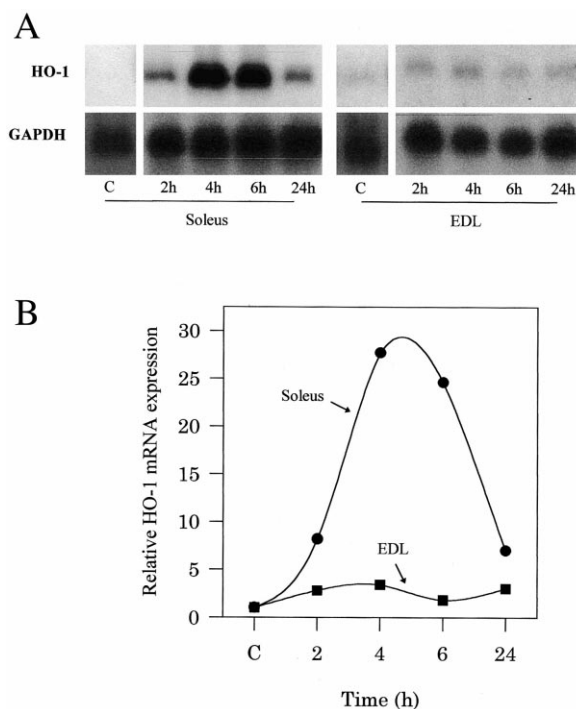 A
HO-1
GAPDH
C 2h 4h 6h 24h C 2h 4h 6h 24h
Soleus EDL
B
Relative HO-1 mRNA expression
30
25
20
15
10
5
0
Soleus
EDL
C 2 4 6 24
Time (h)